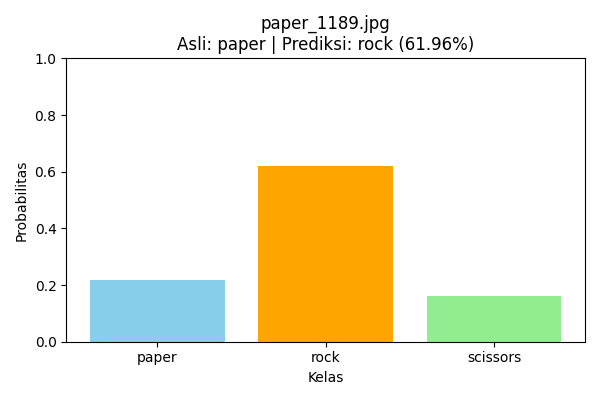 paper_1189.jpg
Asli: paper | Prediksi: rock (61.96%)
1.0
0.8
0.6
0.4
0.2
0.0
Probabilitas
paper rock scissors
Kelas